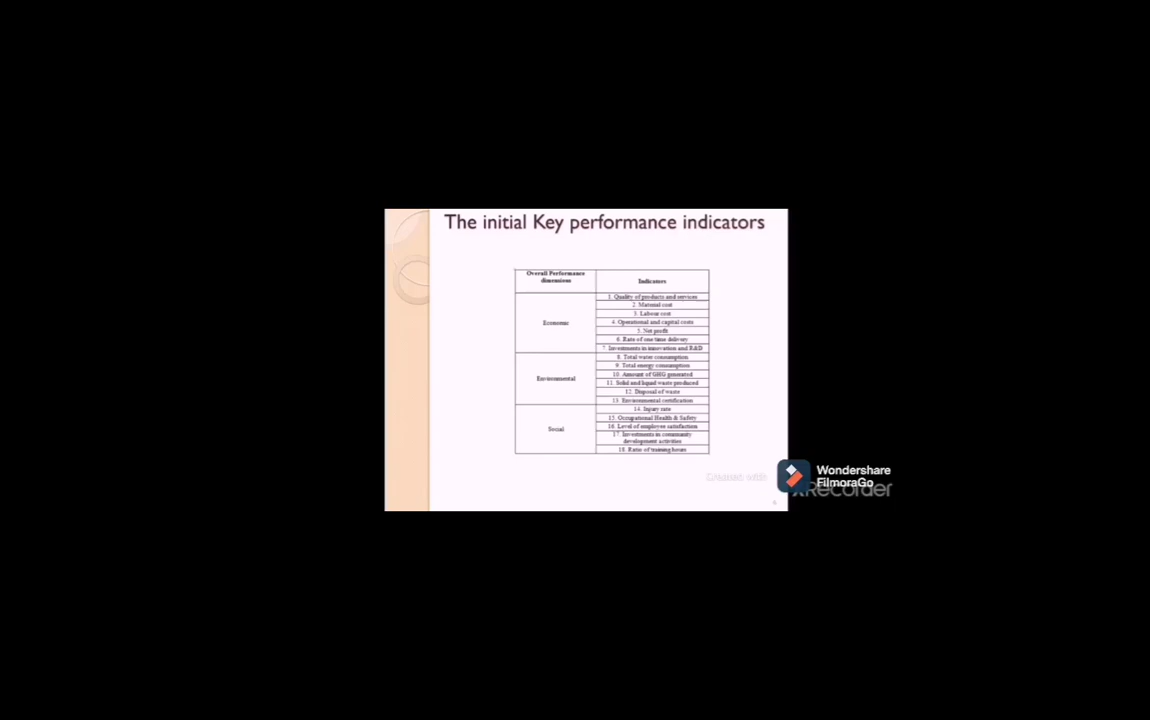 The initial Key performance indicators
Overall Performance
dimensions
Indicators
Economic
1. Quality of products and services
2. Material cost
3. Labour cost
4. Operational and capital costs
5. Net profit
6. Rate of one time delivery
7. Investments in innovation and R&D
Environmental
8. Total water consumption
9. Total energy consumption
10. Amount of GHG generated
11. Solid and liquid waste produced
12. Disposal of waste
13. Environmental certification
Social
14. Injury rate
15. Occupational Health & Safety
16. Level of employee satisfaction
17. Investments in community
development activities
18. Ratio of training hours
Created with
Wondershare
FilmoraGo
XRecorder